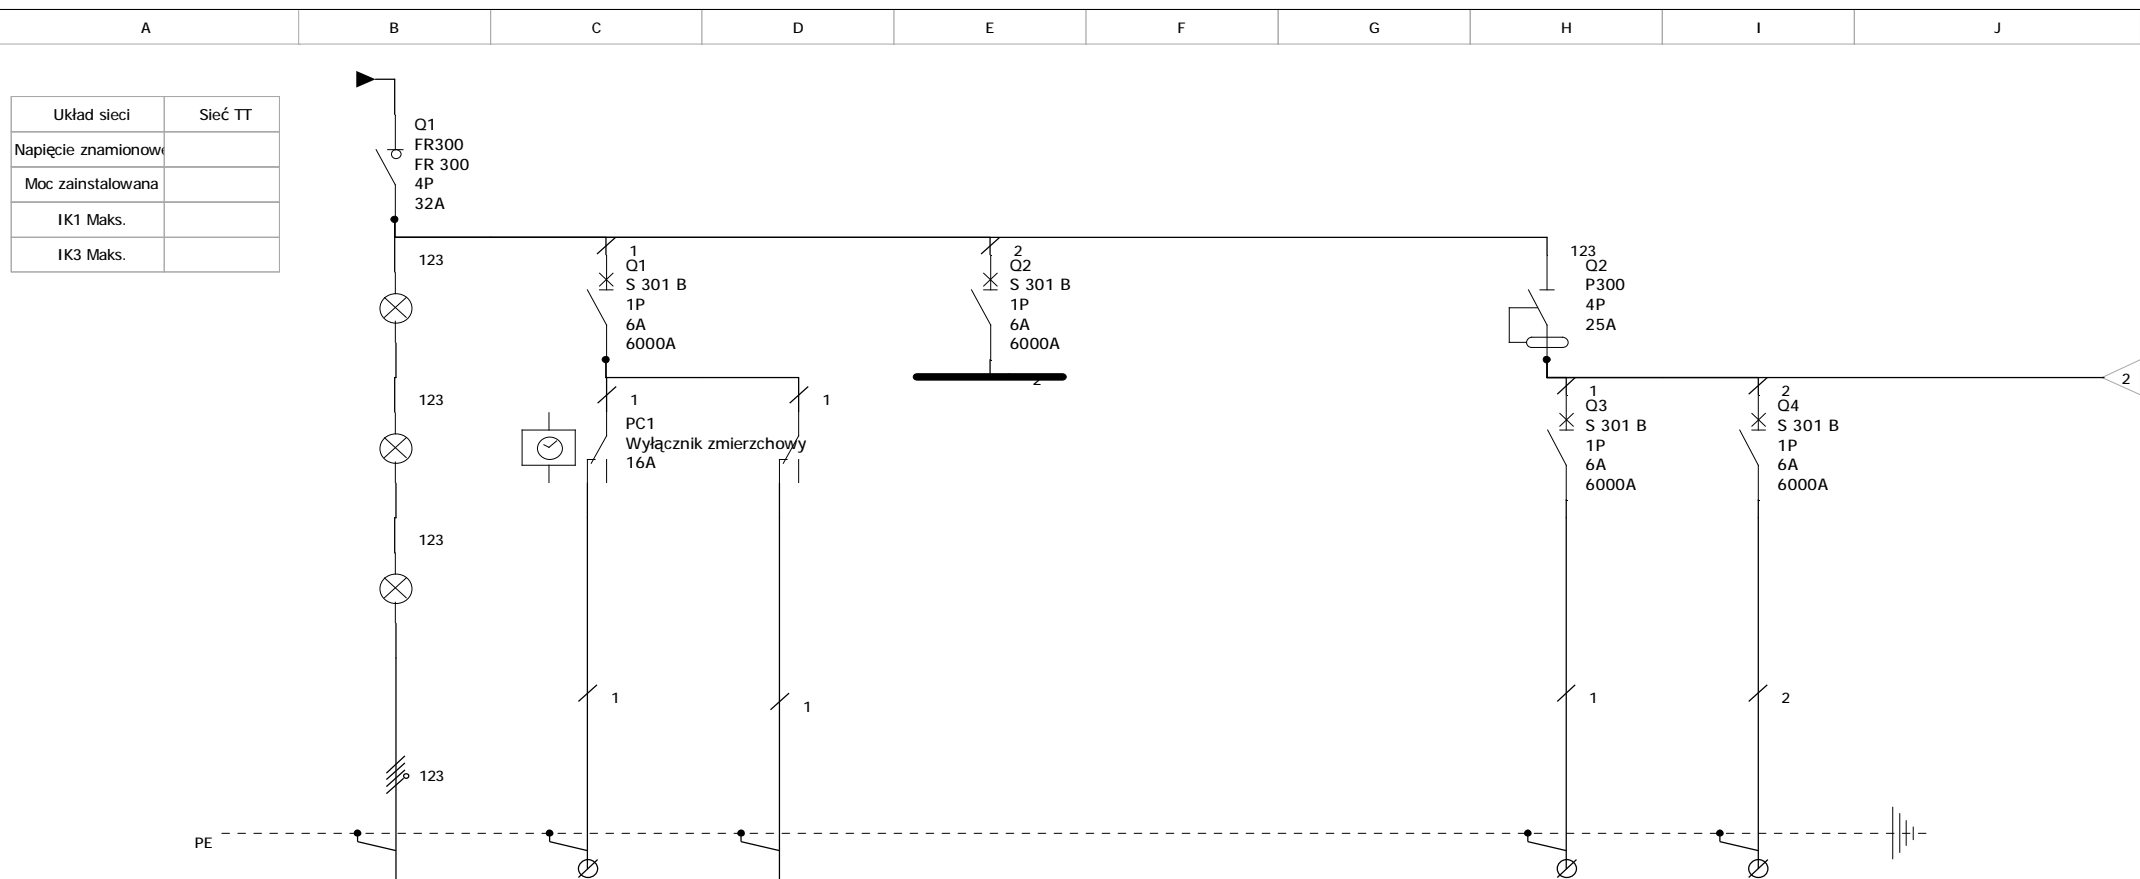 A
B
C
D
E
F
G
H
I
J
Układ sieci
Sieć TT
Napięcie znamionowe
Moc zainstalowana
IK1 Maks.
IK3 Maks.
Q1
FR300
FR 300
4P
32A
123
1
Q1
S 301 B
1P
6A
6000A
2
Q2
S 301 B
1P
6A
6000A
2
123
Q2
P300
4P
25A
2
123
1
PC1
Wyłącznik zmierzchowy
16A
1
1
Q3
S 301 B
1P
6A
6000A
2
Q4
S 301 B
1P
6A
6000A
123
1
1
1
2
123
PE